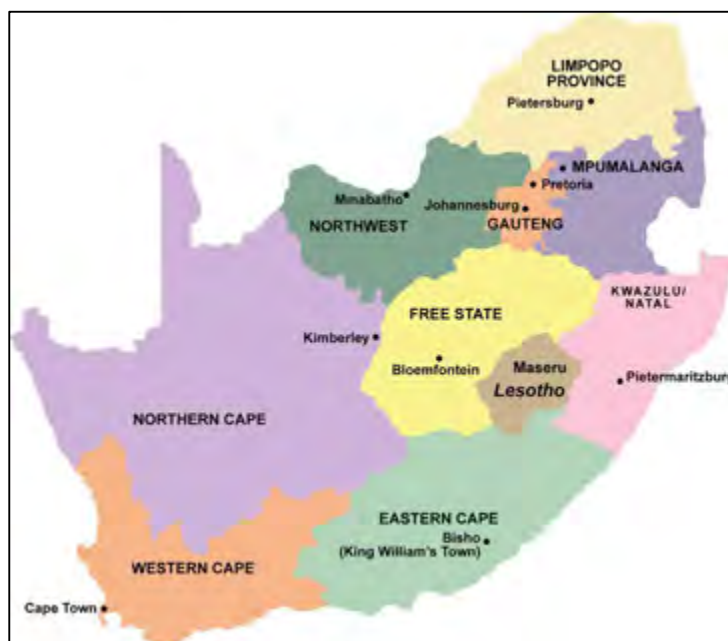 LIMPOPO
PROVINCE
Pietersburg
MPUMALANGA
Pretoria
Mmabatho
Johannesburg
NORTHWEST
GAUTENG
KWAZULU/
NATAL
FREE STATE
Kimberley
Bloemfontein
Maseru
Lesotho
Pietermaritzburg
NORTHERN CAPE
EASTERN CAPE
Bisho
(King William's Town)
WESTERN CAPE
Cape Town